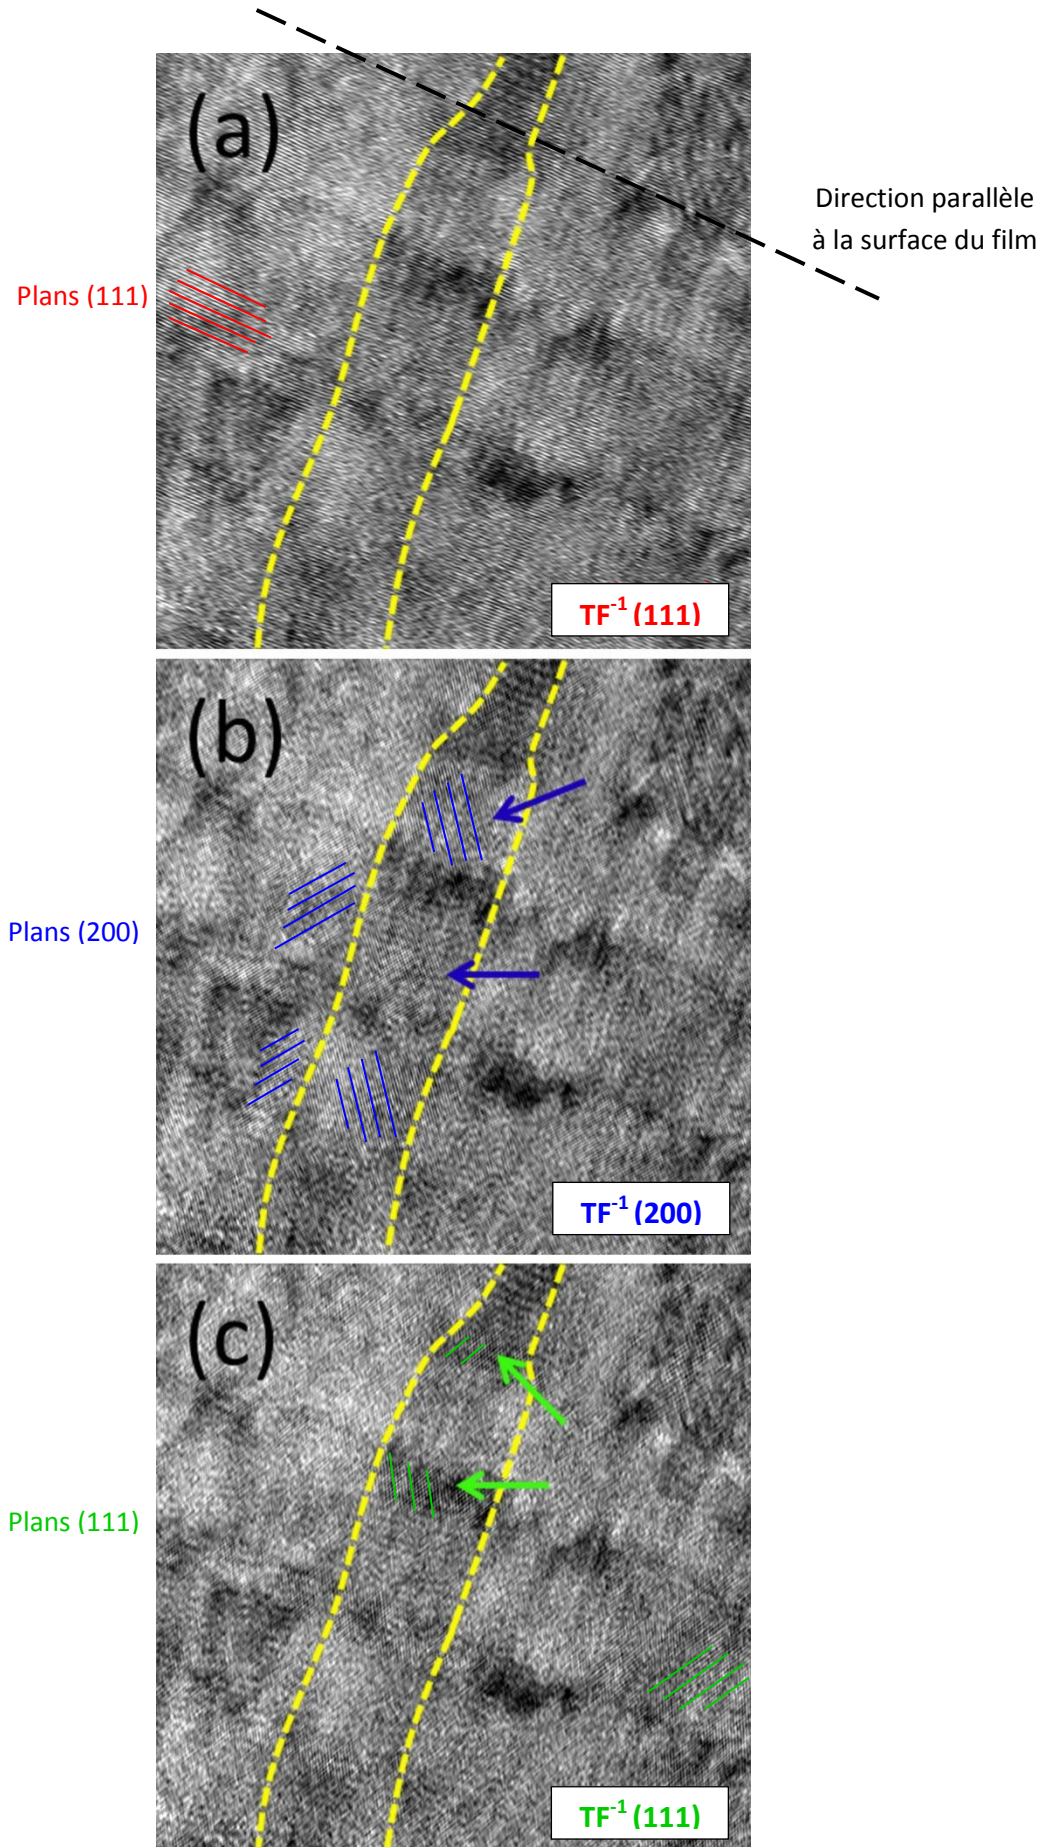 (a)
Direction parallèle
à la surface du film
Plans (111)
TF⁻¹ (111)
(b)
Plans (200)
TF⁻¹ (200)
(c)
Plans (111)
TF⁻¹ (111)